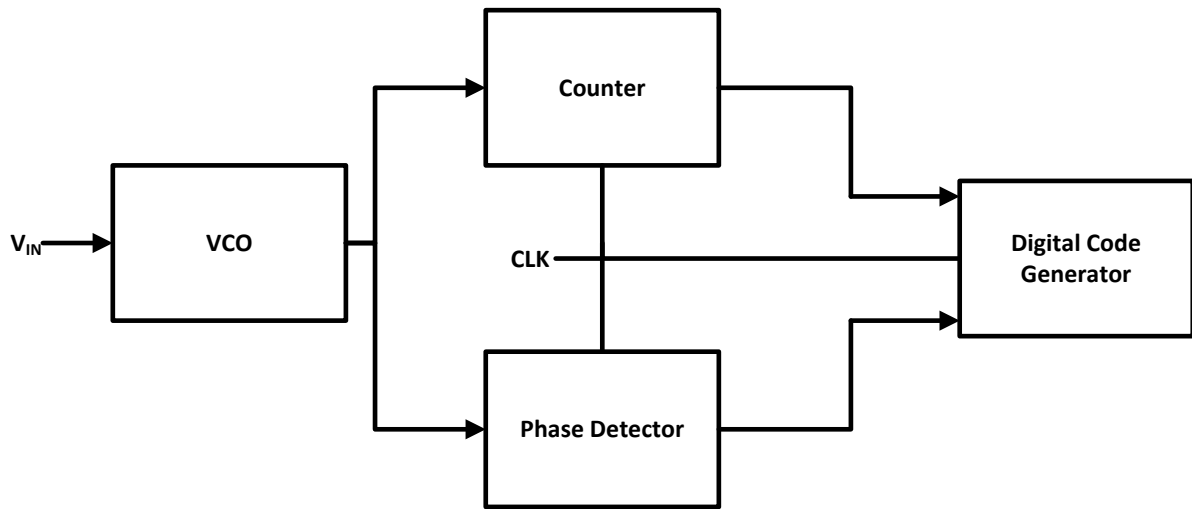 Counter
VCO
V_IN
CLK
Digital Code
Generator
Phase Detector